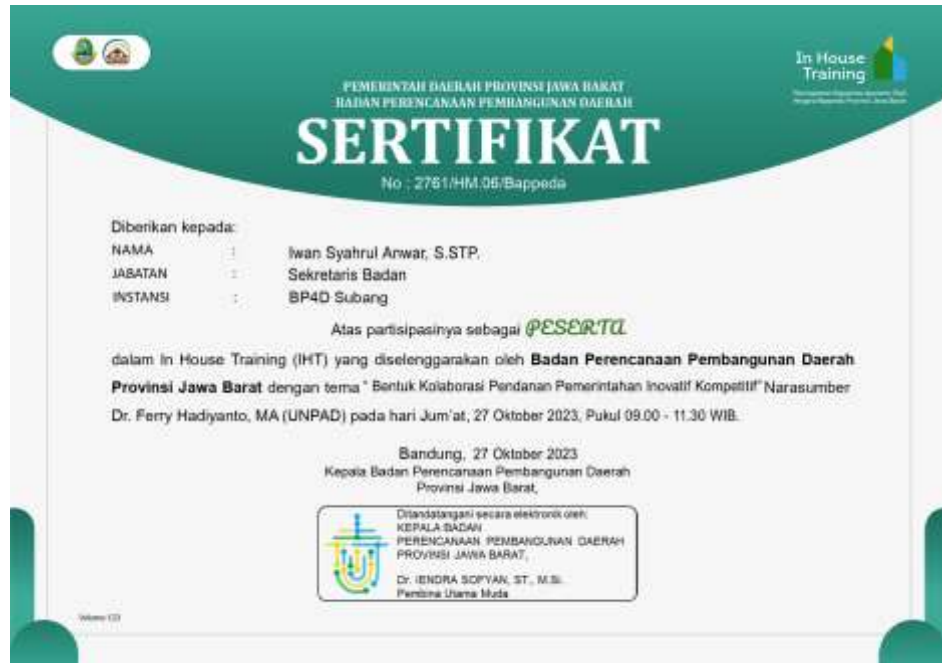 In House
Training
PEMERINTAH DAERAH PROVINSI JAWA BARAT
BADAN PERENCANAAN PEMBANGUNAN DAERAH
SERTIFIKAT
No : 2761/HM.06/Bappeda
Diberikan kepada:
NAMA : Iwan Syahrul Anwar, S.STP.
JABATAN : Sekretaris Badan
INSTANSI : BP4D Subang
Atas partisipasinya sebagai PESERTA
dalam In House Training (IHT) yang diselenggarakan oleh Badan Perencanaan Pembangunan Daerah
Provinsi Jawa Barat dengan tema " Bentuk Kolaborasi Pendanan Pemerintahan Inovatif Kompetitif" Narasumber
Dr. Ferry Hadiyanto, MA (UNPAD) pada hari Jum'at, 27 Oktober 2023, Pukul 09.00 - 11.30 WIB.
Bandung, 27 Oktober 2023
Kepala Badan Perencanaan Pembangunan Daerah
Provinsi Jawa Barat,
Ditandatangani secara elektronik oleh:
KEPALA BADAN
PERENCANAAN PEMBANGUNAN DAERAH
PROVINSI JAWA BARAT,
Dr. IENDRA SOFYAN, ST., M.Si.
Pembina Utama Muda